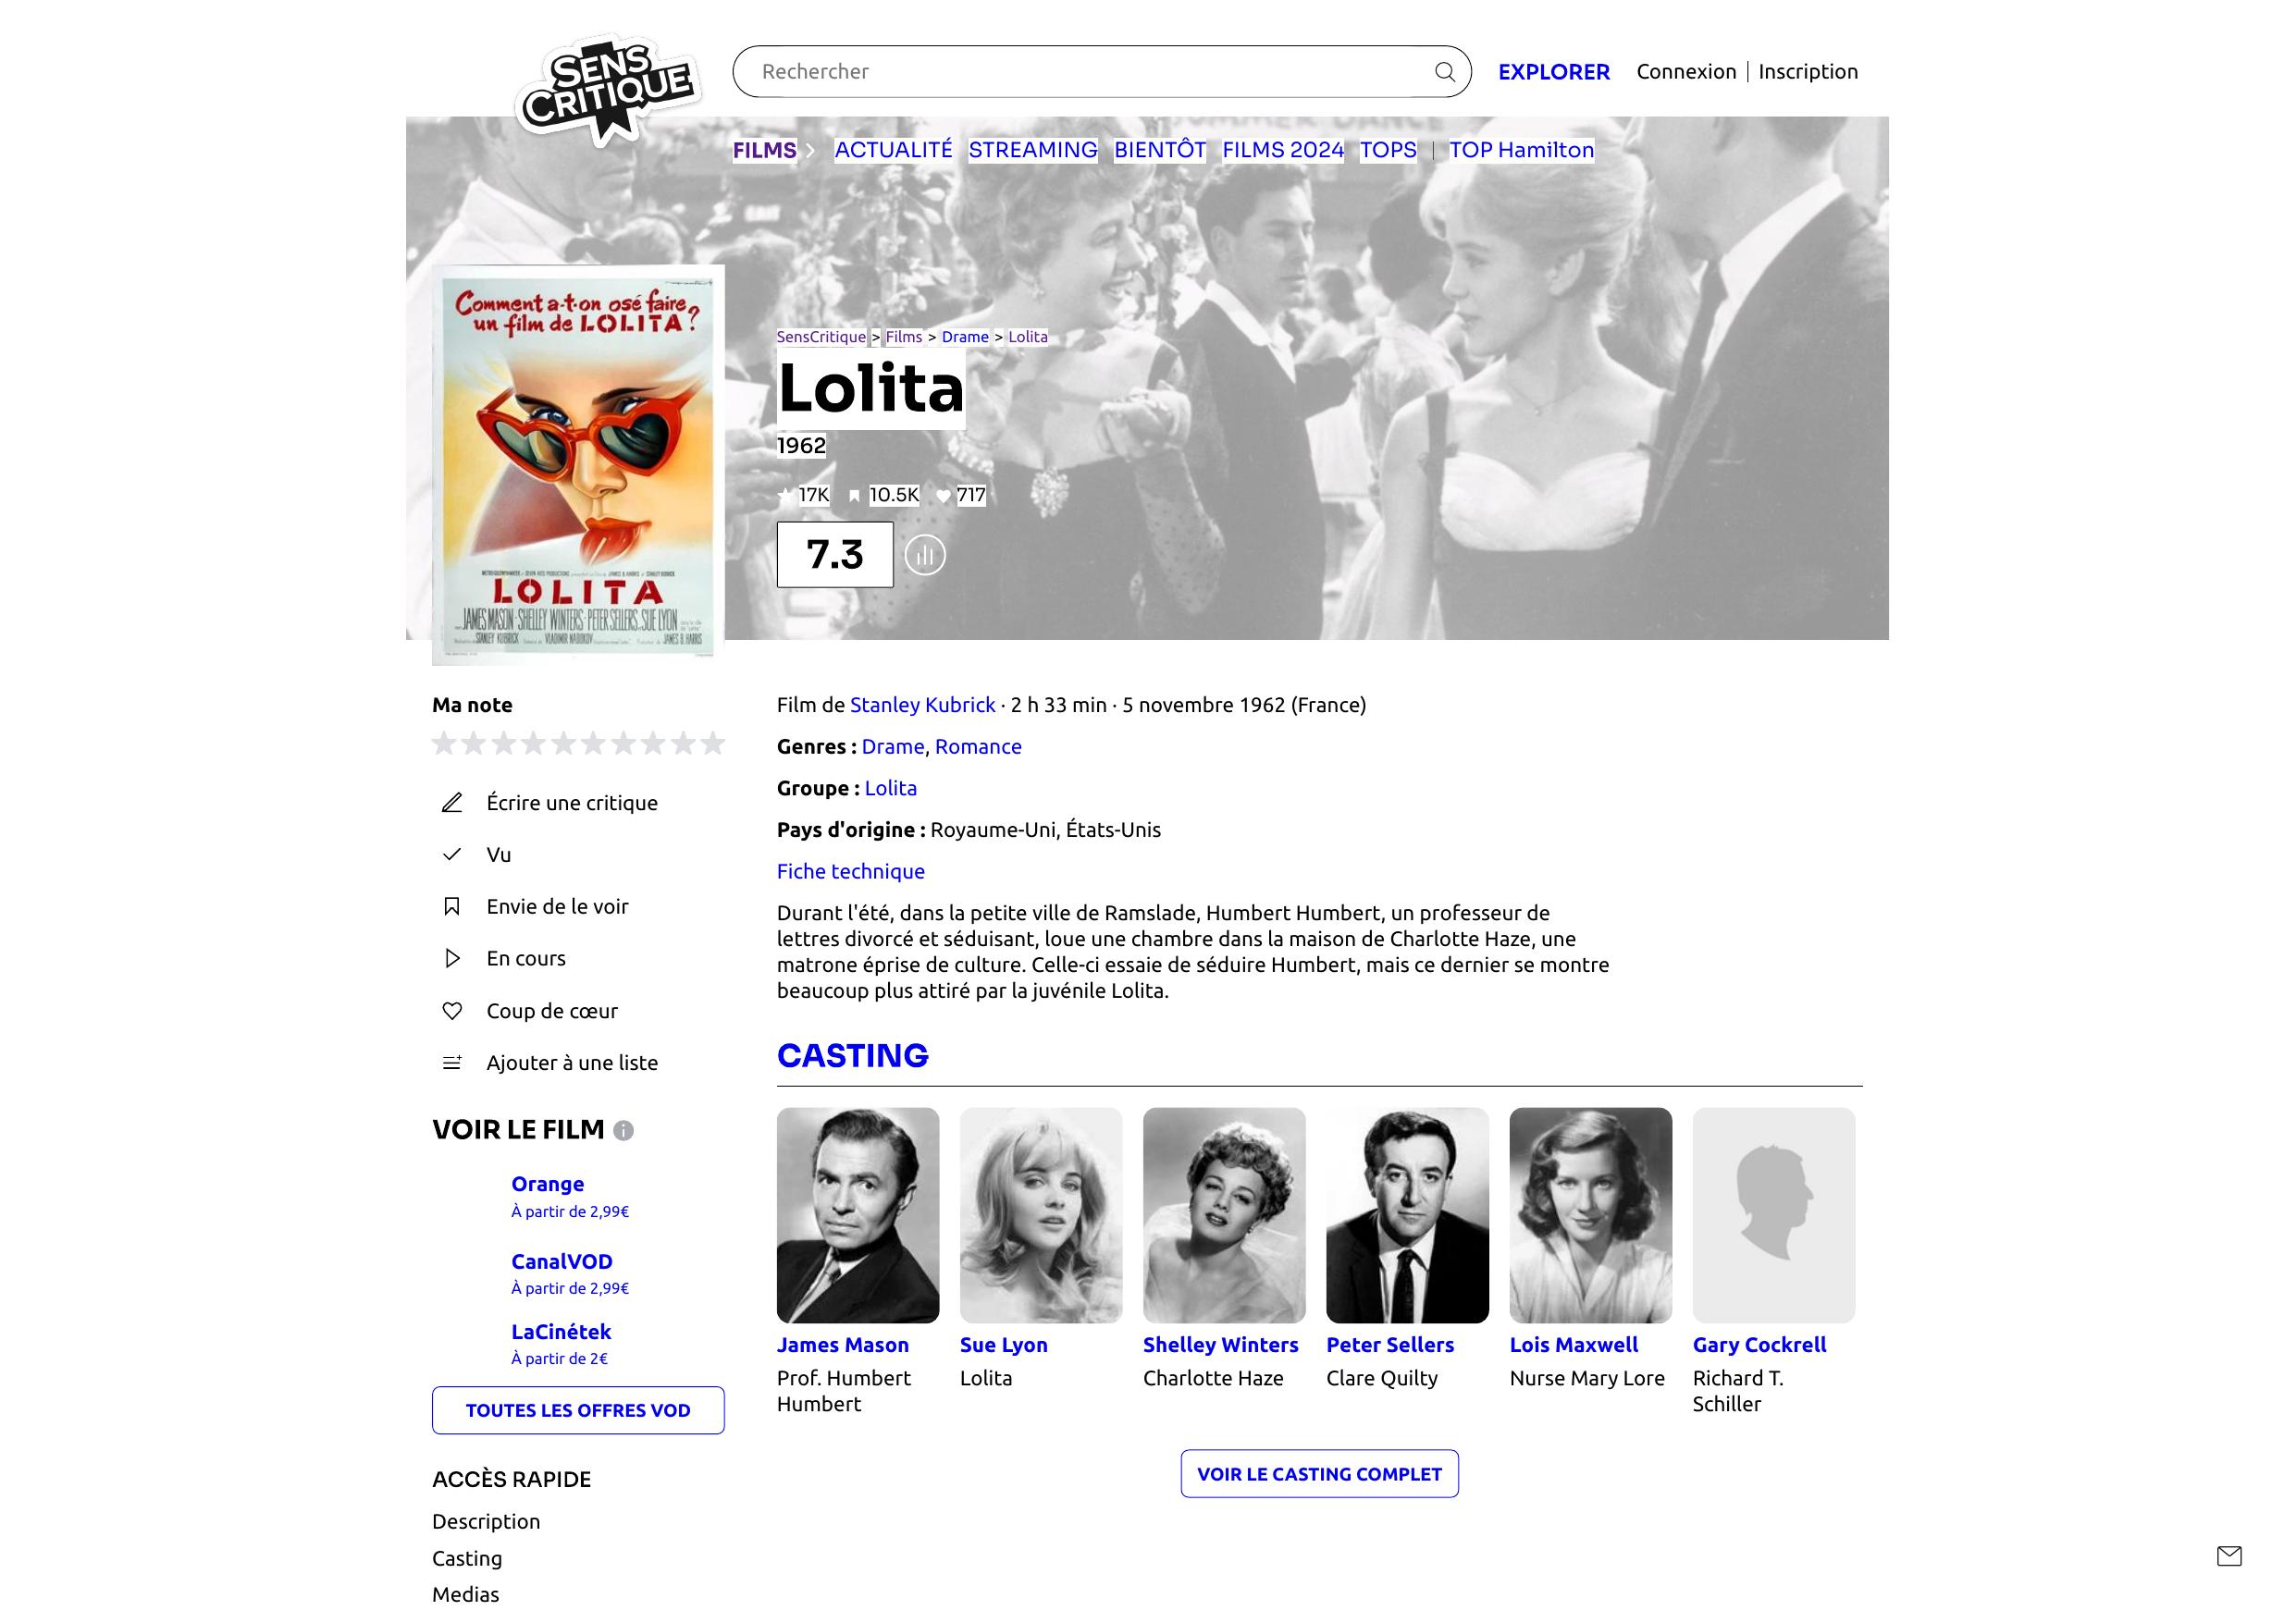 SENS
CRITIQUE
Rechercher
EXPLORER
Connexion
Inscription
FILMS
ACTUALITÉ
STREAMING
BIENTÔT
FILMS 2024
TOPS
TOP Hamilton
Comment a-t-on osé faire
un film de LOLITA?
LOLITA
JAMES MASON · SHELLEY WINTERS · PETER SELLERS · SUE LYON
STANLEY KUBRICK
VLADIMIR NABOKOV
JAMES B. HARRIS
SensCritique > Films > Drame > Lolita
Lolita
1962
17K 10.5K 717
7.3
Ma note
Écrire une critique
Vu
Envie de le voir
En cours
Coup de cœur
Ajouter à une liste
VOIR LE FILM
Orange
À partir de 2,99€
CanalVOD
À partir de 2,99€
LaCinétek
À partir de 2€
TOUTES LES OFFRES VOD
ACCÈS RAPIDE
Description
Casting
Medias
Film de Stanley Kubrick · 2 h 33 min · 5 novembre 1962 (France)
Genres : Drame, Romance
Groupe : Lolita
Pays d'origine : Royaume-Uni, États-Unis
Fiche technique
Durant l'été, dans la petite ville de Ramslade, Humbert Humbert, un professeur de
lettres divorcé et séduisant, loue une chambre dans la maison de Charlotte Haze, une
matrone éprise de culture. Celle-ci essaie de séduire Humbert, mais ce dernier se montre
beaucoup plus attiré par la juvénile Lolita.
CASTING
James Mason
Prof. Humbert
Humbert
Sue Lyon
Lolita
Shelley Winters
Charlotte Haze
Peter Sellers
Clare Quilty
Lois Maxwell
Nurse Mary Lore
Gary Cockrell
Richard T.
Schiller
VOIR LE CASTING COMPLET